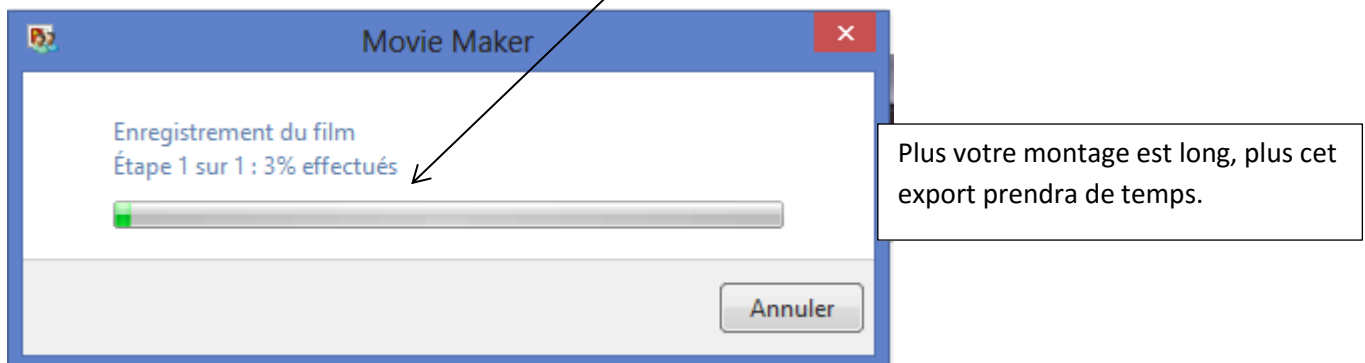 Movie Maker
Enregistrement du film
Étape 1 sur 1 : 3% effectués
Plus votre montage est long, plus cet
export prendra de temps.
Annuler